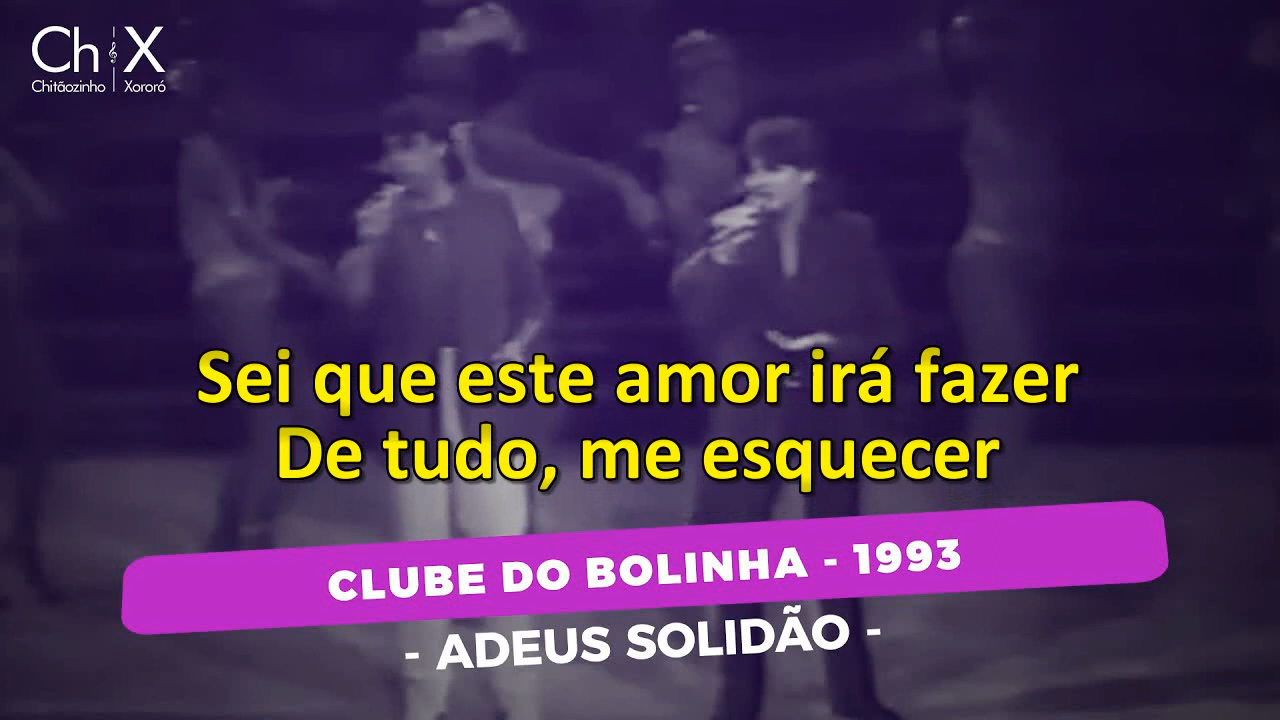 Ch X
Chitãozinho Xororó
Sei que este amor irá fazer
De tudo, me esquecer
CLUBE DO BOLINHA - 1993
- ADEUS SOLIDÃO -